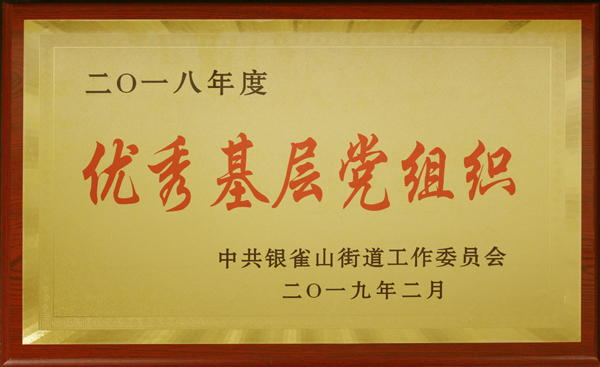 二〇一八年度
优秀基层党组织
中共银雀山街道工作委员会
二〇一九年二月